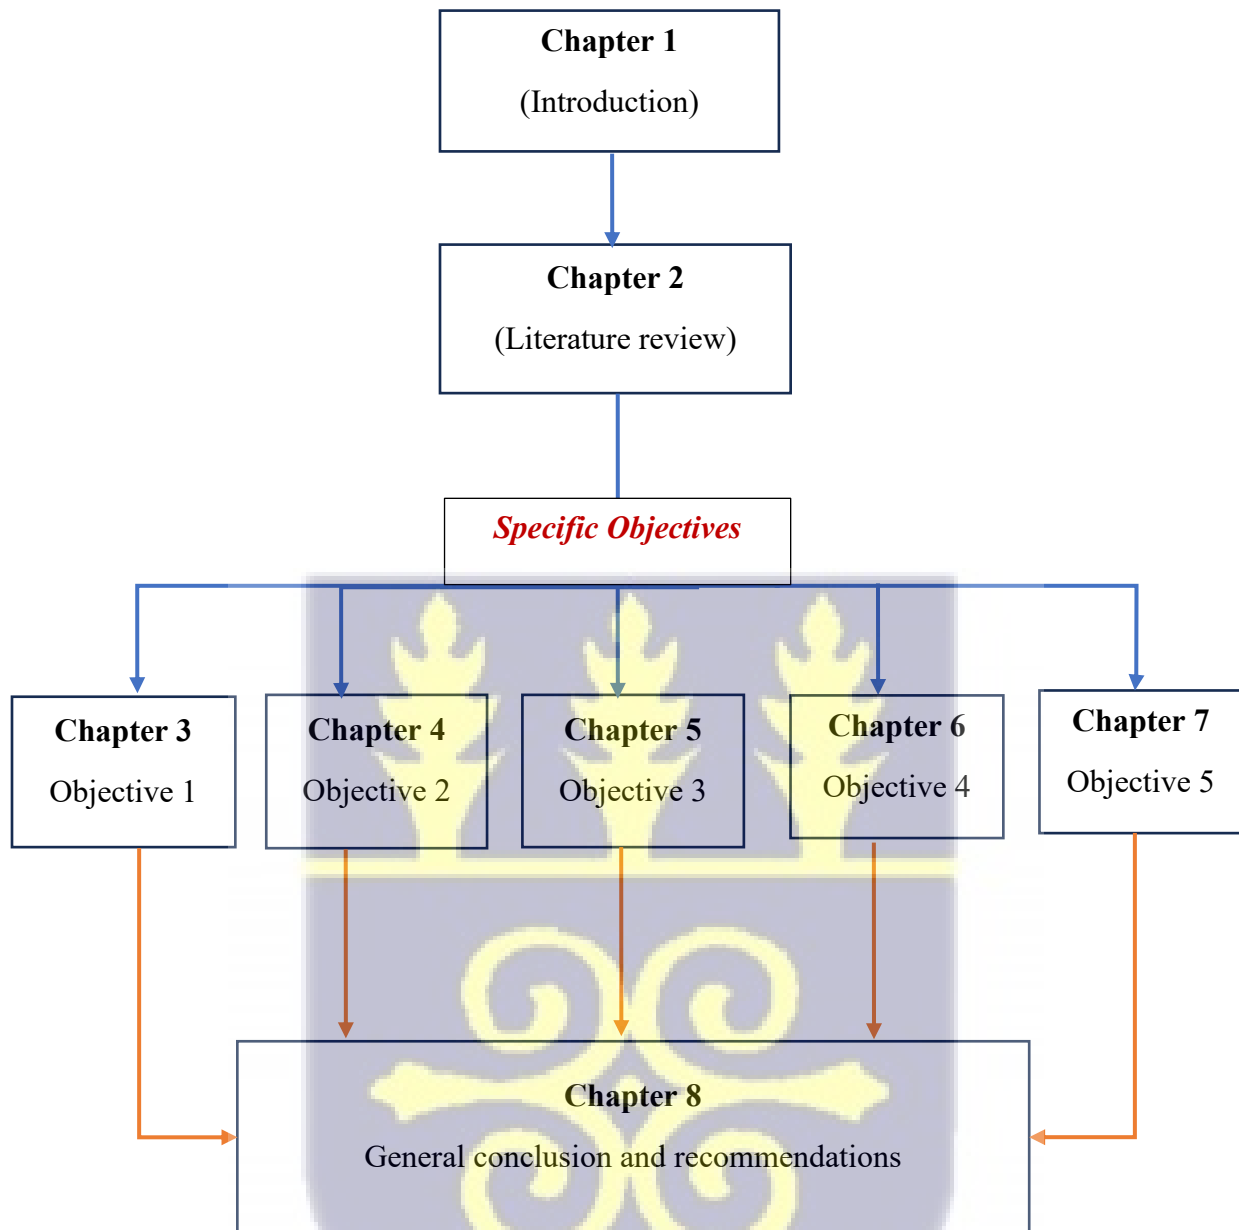 Chapter 1
(Introduction)
Chapter 2
(Literature review)
Specific Objectives
Chapter 3
Objective 1
Chapter 4
Objective 2
Chapter 5
Objective 3
Chapter 6
Objective 4
Chapter 7
Objective 5
Chapter 8
General conclusion and recommendations